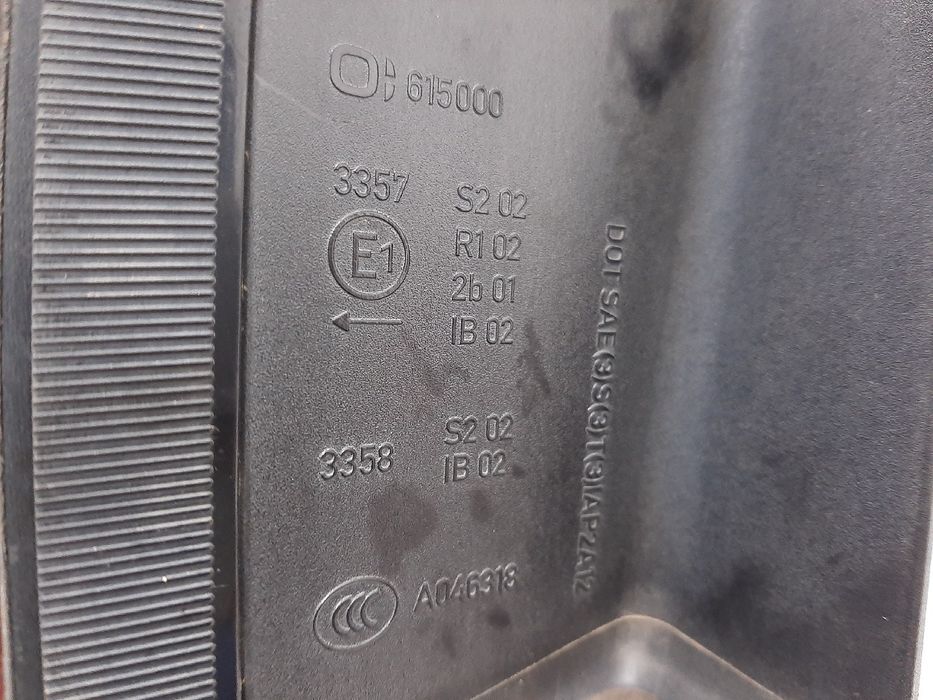 615000
3357
S2 02
R1 02
E1
2b 01
IB 02
3358
S2 02
IB 02
CCC A046318
DOT SAE(3)S(3)T(3)IAP2A12